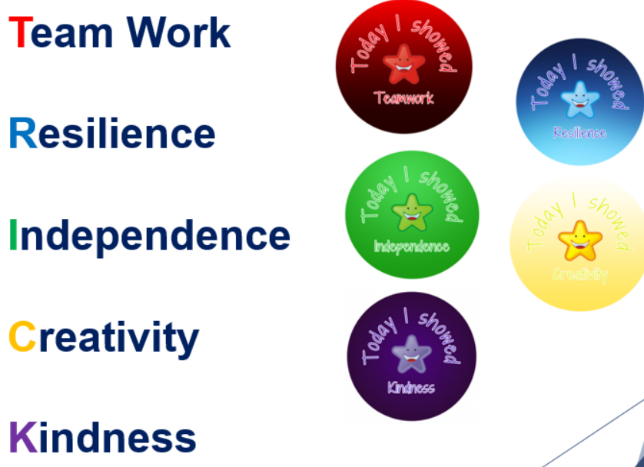 Team Work
Resilience
Independence
Creativity
Kindness
Today I showed
Teamwork
Today I showed
Resilience
Today I showed
Independence
Today I showed
Creativity
Today I showed
Kindness